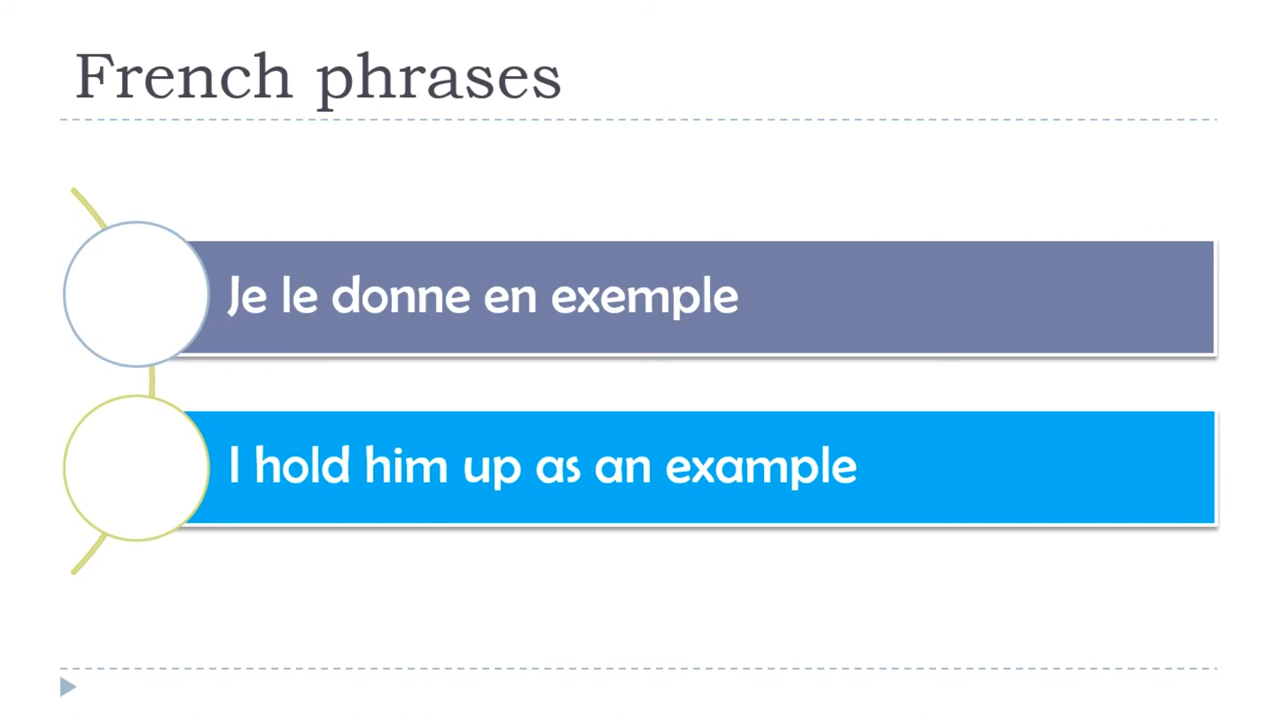 French phrases
Je le donne en exemple
I hold him up as an example